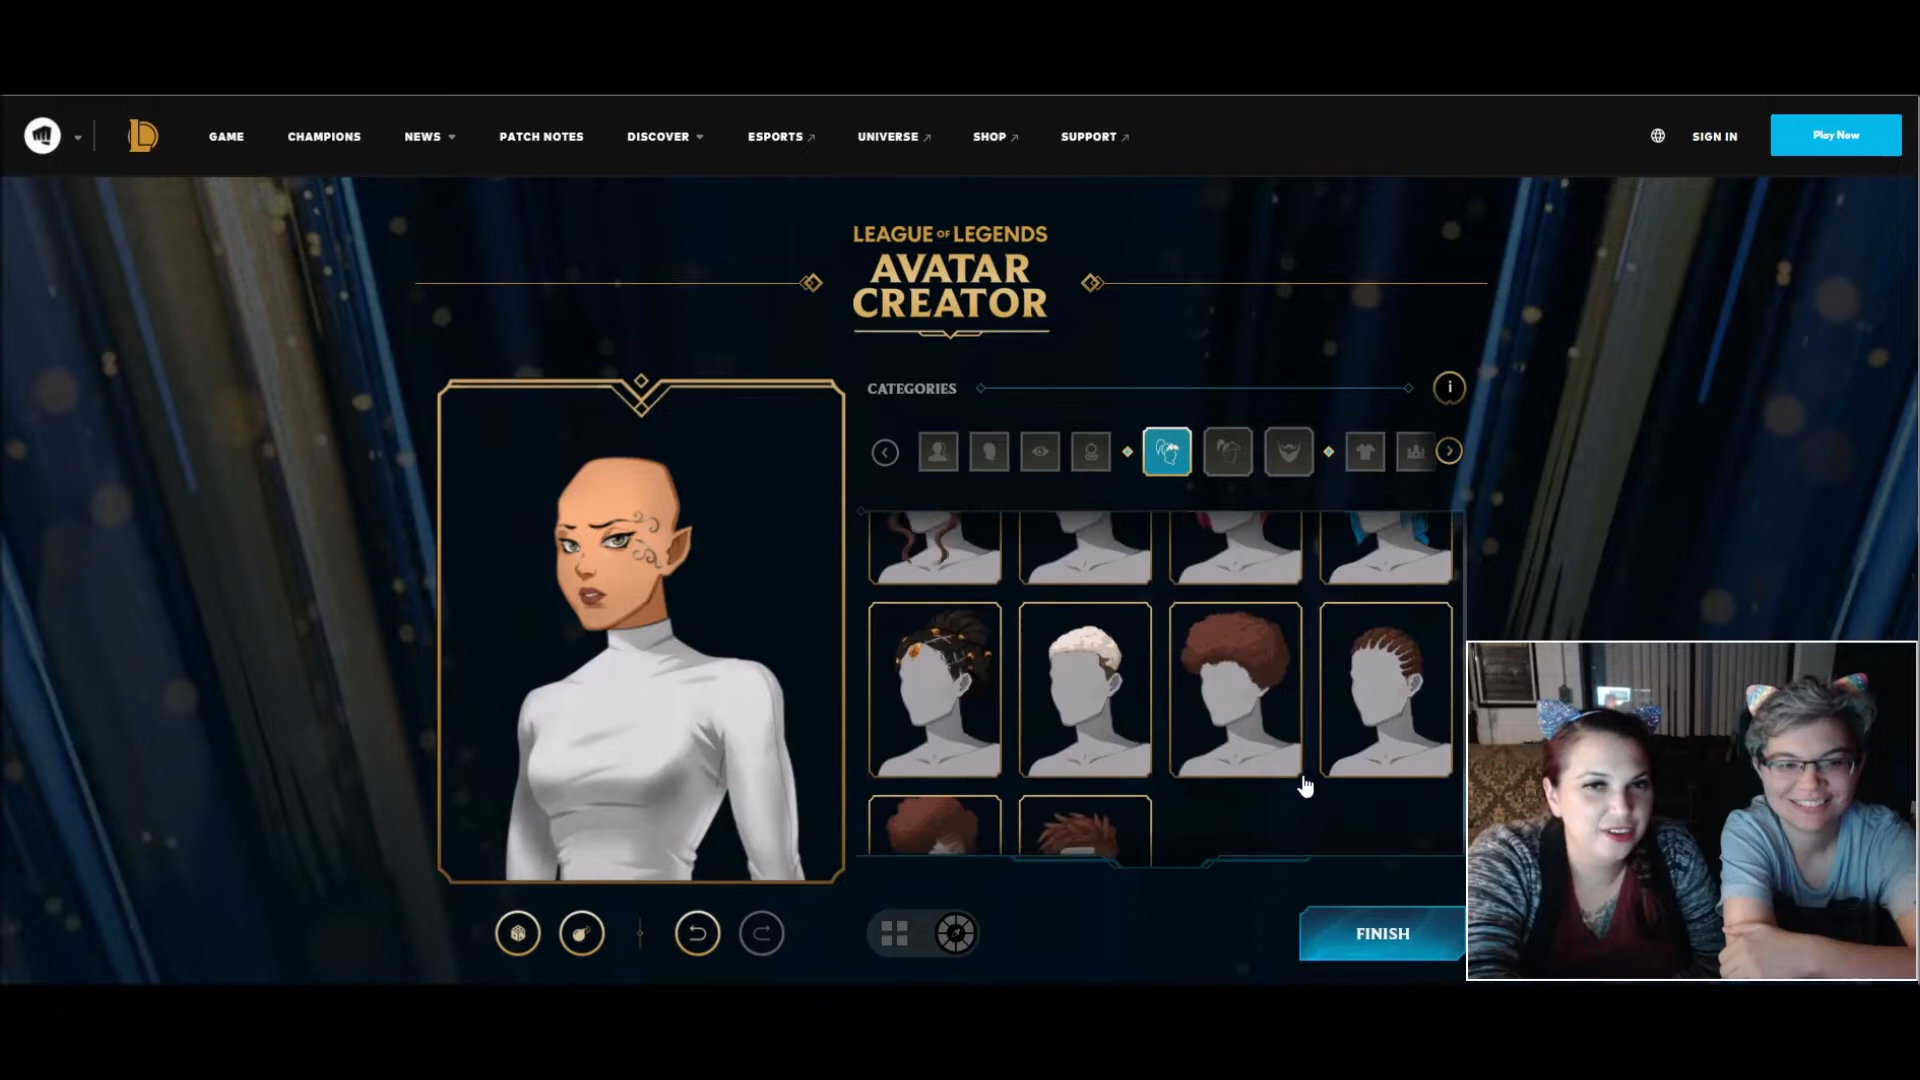 GAME
CHAMPIONS
NEWS
PATCH NOTES
DISCOVER
ESPORTS
UNIVERSE
SHOP
SUPPORT
SIGN IN
Play Now
LEAGUE OF LEGENDS
AVATAR
CREATOR
CATEGORIES
i
FINISH